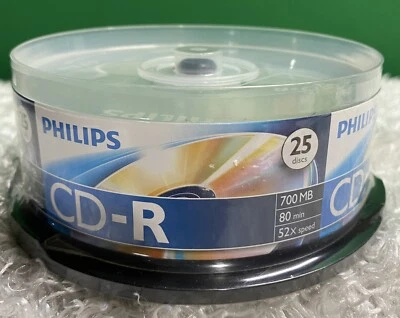 PHILIPS
25
discs
CD-R
700 MB
80 min
52X speed
PHILIPS
CD